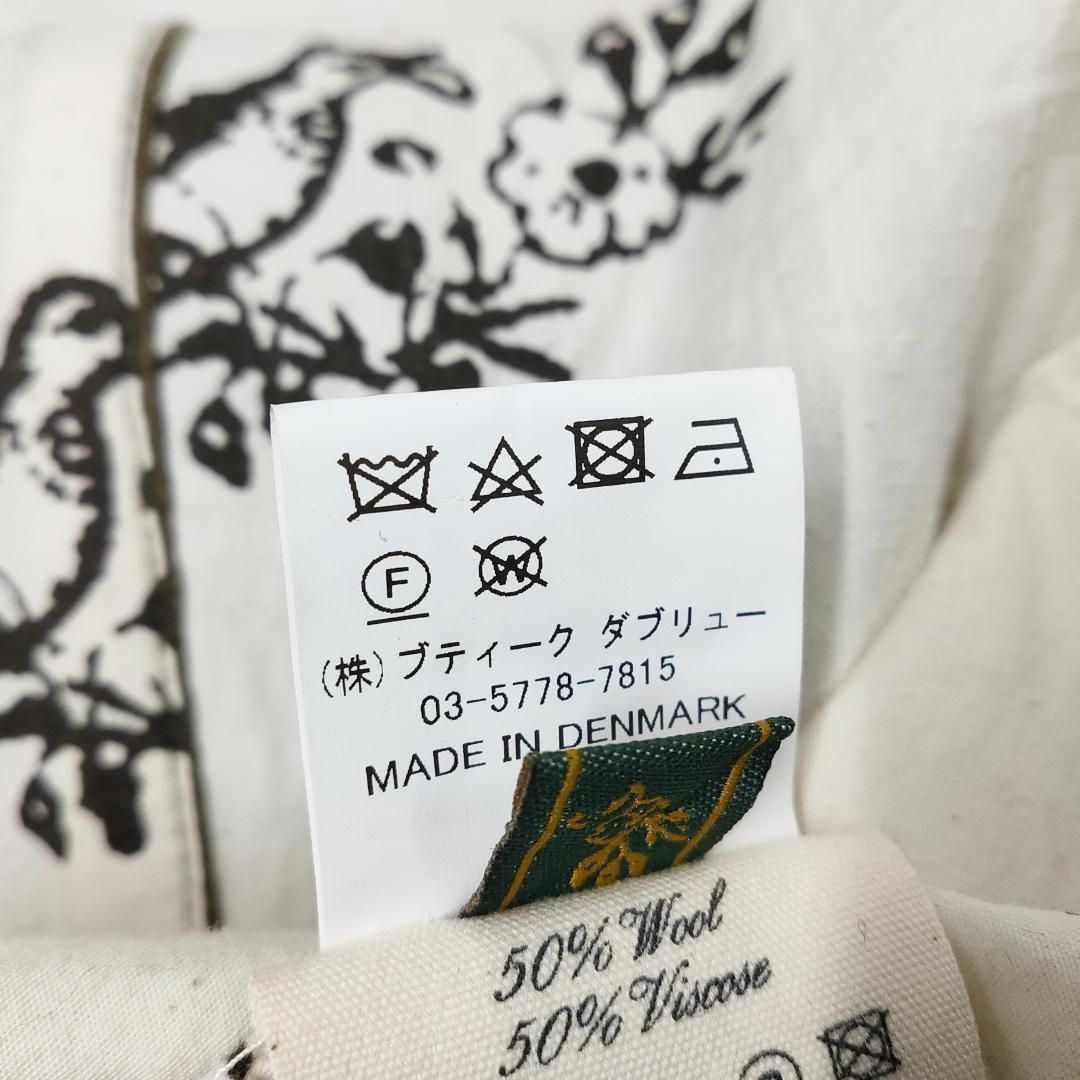 F W
(株)ブティーク ダブリュー
03-5778-7815
MADE IN DENMARK
50% Wool
50% Viscose